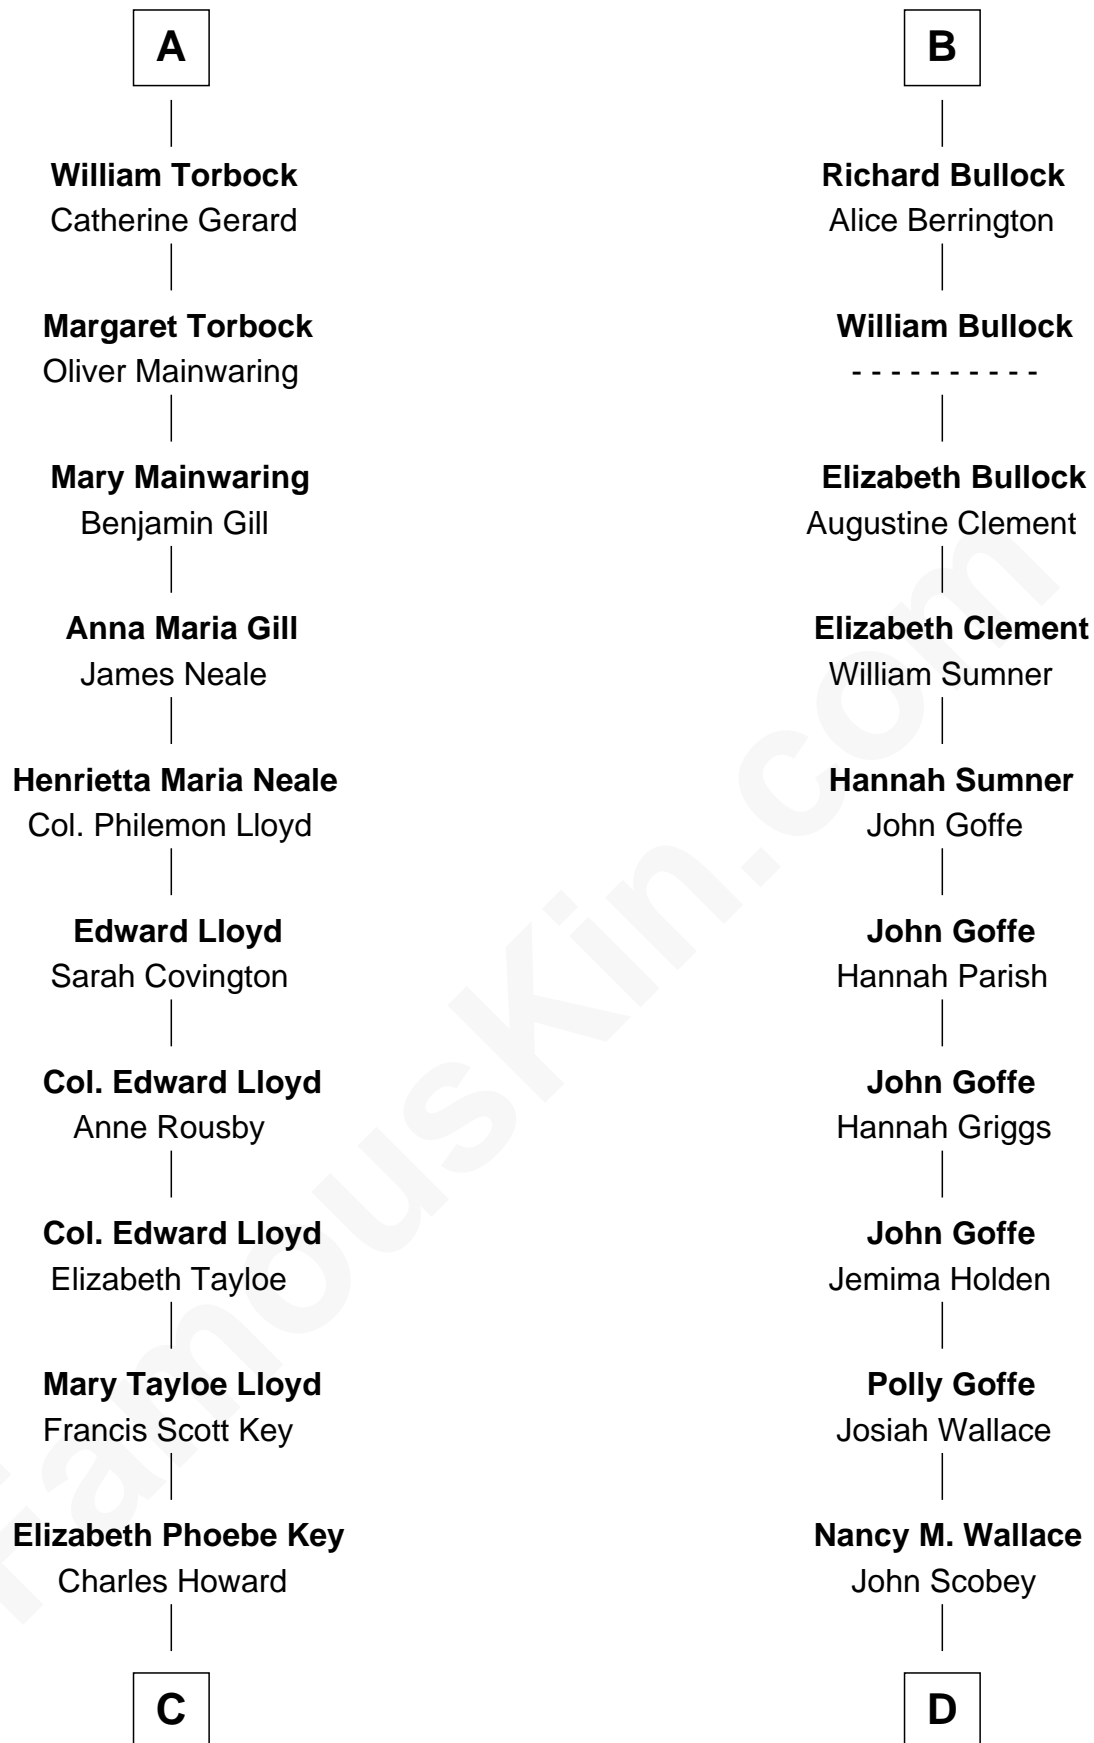 A
William Torbock
Catherine Gerard
Margaret Torbock
Oliver Mainwaring
Mary Mainwaring
Benjamin Gill
Anna Maria Gill
James Neale
Henrietta Maria Neale
Col. Philemon Lloyd
Edward Lloyd
Sarah Covington
Col. Edward Lloyd
Anne Rousby
Col. Edward Lloyd
Elizabeth Tayloe
Mary Tayloe Lloyd
Francis Scott Key
Elizabeth Phoebe Key
Charles Howard
C
B
Richard Bullock
Alice Berrington
William Bullock
- - - - - - - - - -
Elizabeth Bullock
Augustine Clement
Elizabeth Clement
William Sumner
Hannah Sumner
John Goffe
John Goffe
Hannah Parish
John Goffe
Hannah Griggs
John Goffe
Jemima Holden
Polly Goffe
Josiah Wallace
Nancy M. Wallace
John Scobey
D
FamousKin.com